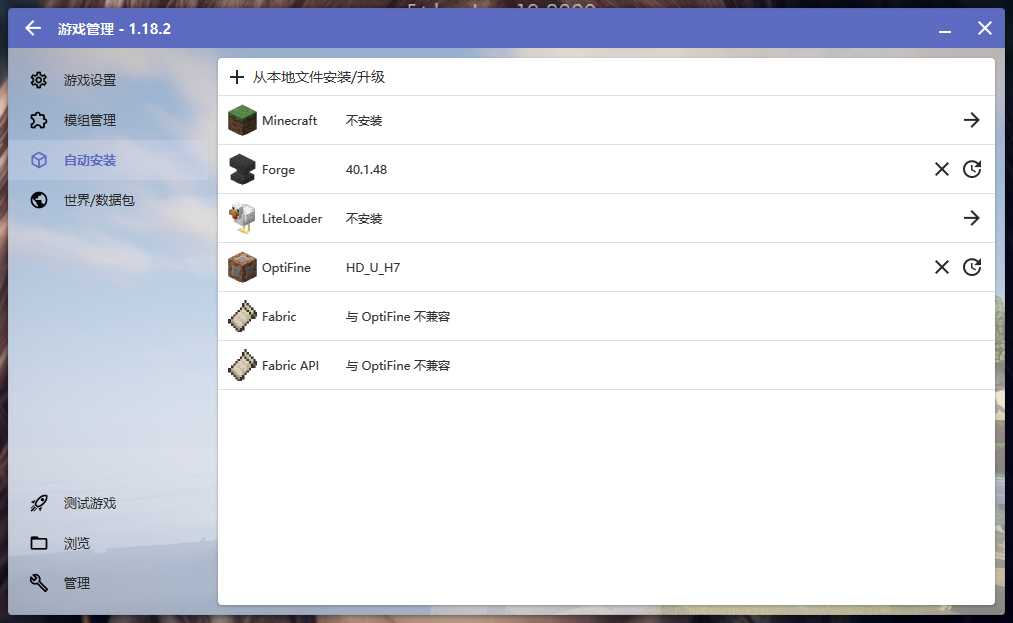 游戏管理 - 1.18.2
游戏设置
模组管理
自动安装
世界/数据包
测试游戏
浏览
管理
从本地文件安装/升级
Minecraft 不安装
Forge 40.1.48
LiteLoader 不安装
OptiFine HD_U_H7
Fabric 与 OptiFine 不兼容
Fabric API 与 OptiFine 不兼容